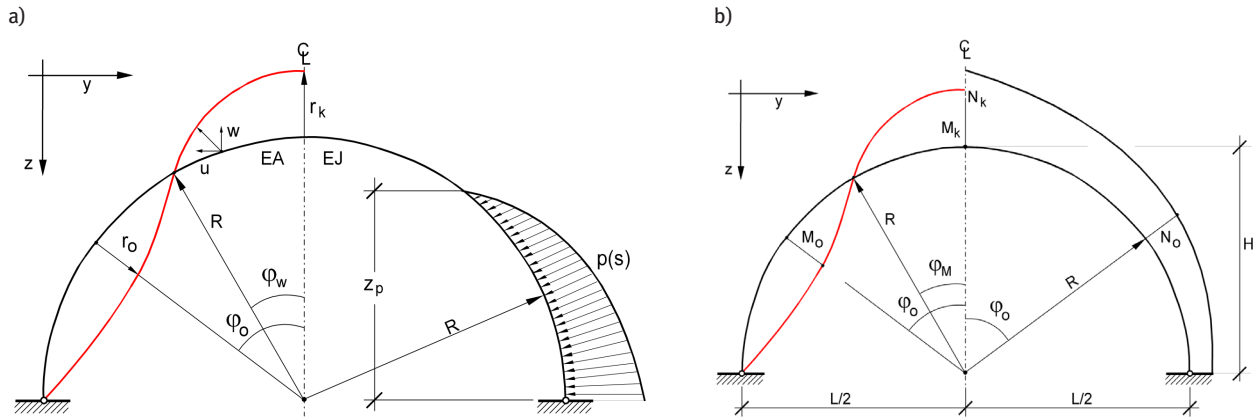 a)
b)
℄
y
z
w
u
EA
EJ
r_k
r_o
R
φ_w
φ_o
z_p
R
p(s)
℄
y
z
N_k
M_k
M_o
R
φ_M
φ_o
φ_o
R
N_o
H
L/2
L/2